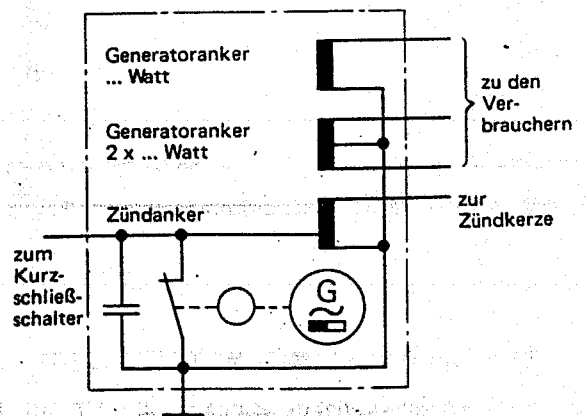 Generatoranker
... Watt
Generatoranker
2 x ... Watt
Zündanker
zu den
Ver-
brauchern
zur
Zündkerze
zum
Kurz-
schließ-
schalter
G